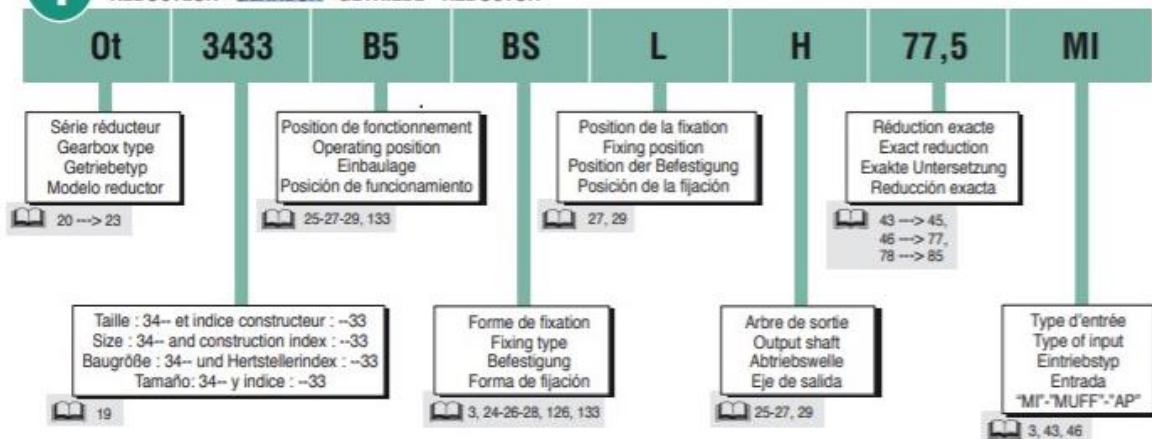 1
RÉDUCTEUR - GEARBOX - GETRIEBE - REDUCTOR
Ot 3433 B5 BS L H 77,5 MI
Série réducteur
Gearbox type
Getriebetyp
Modelo reductor
20 ---> 23
Position de fonctionnement
Operating position
Einbaulage
Posición de funcionamiento
25-27-29, 133
Position de la fixation
Fixing position
Position der Befestigung
Posición de la fijación
27, 29
Réduction exacte
Exact reduction
Exakte Untersetzung
Reducción exacta
43 ---> 45,
46 ---> 77,
78 ---> 85
Taille : 34-- et indice constructeur : --33
Size : 34-- and construction index : --33
Baugröße : 34-- und Hertstellerindex : --33
Tamaño: 34-- y indice : --33
19
Forme de fixation
Fixing type
Befestigung
Forma de fijación
3, 24-26-28, 126, 133
Arbre de sortie
Output shaft
Abtriebswelle
Eje de salida
25-27, 29
Type d'entrée
Type of input
Eintriebstyp
Entrada
"MI"-"MUFF"-"AP"
3, 43, 46